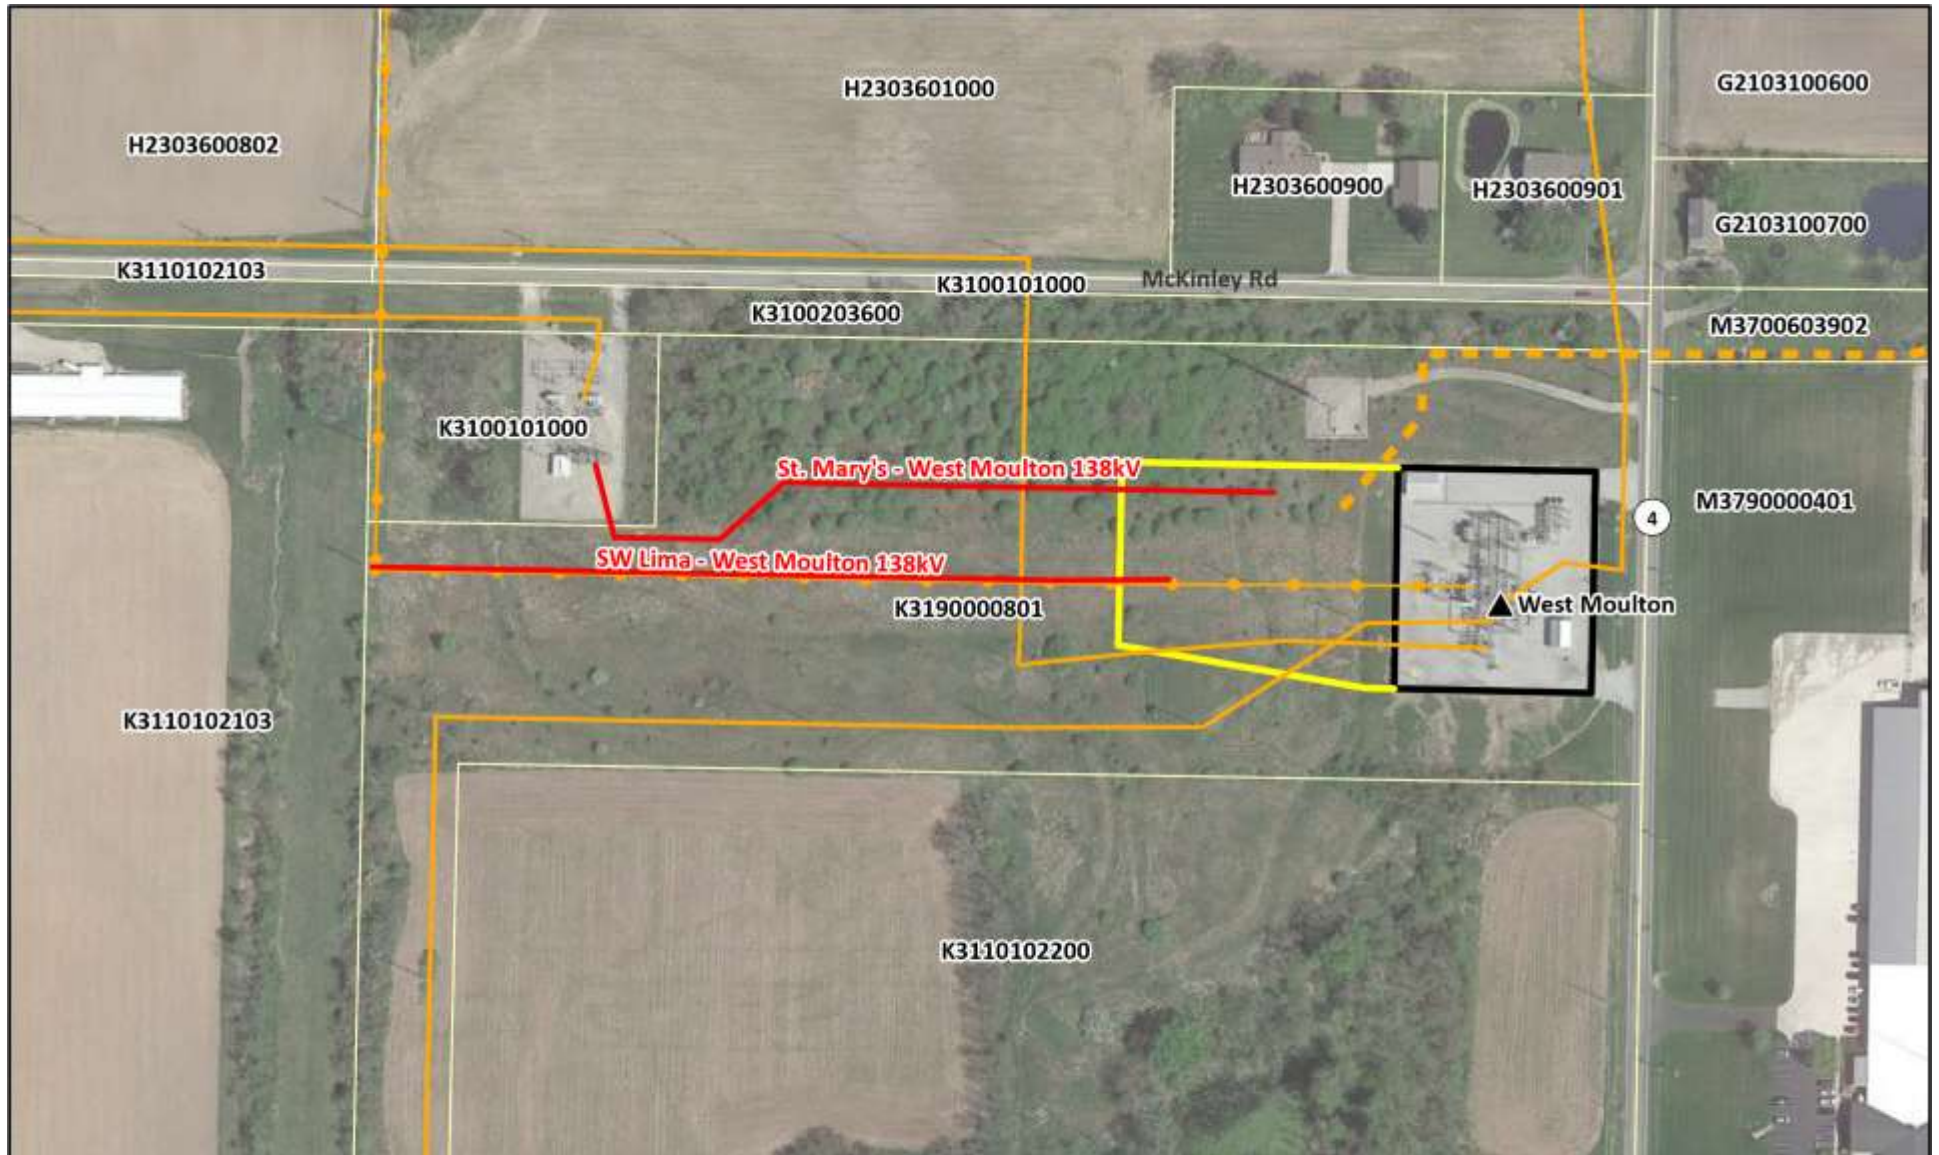 H2303601000
G2103100600
H2303600802
H2303600900
H2303600901
G2103100700
K3110102103
K3100101000
McKinley Rd
K3100203600
M3700603902
K3100101000
St. Mary's - West Moulton 138kV
M3790000401
4
SW Lima - West Moulton 138kV
K3190000801
West Moulton
K3110102103
K3110102200